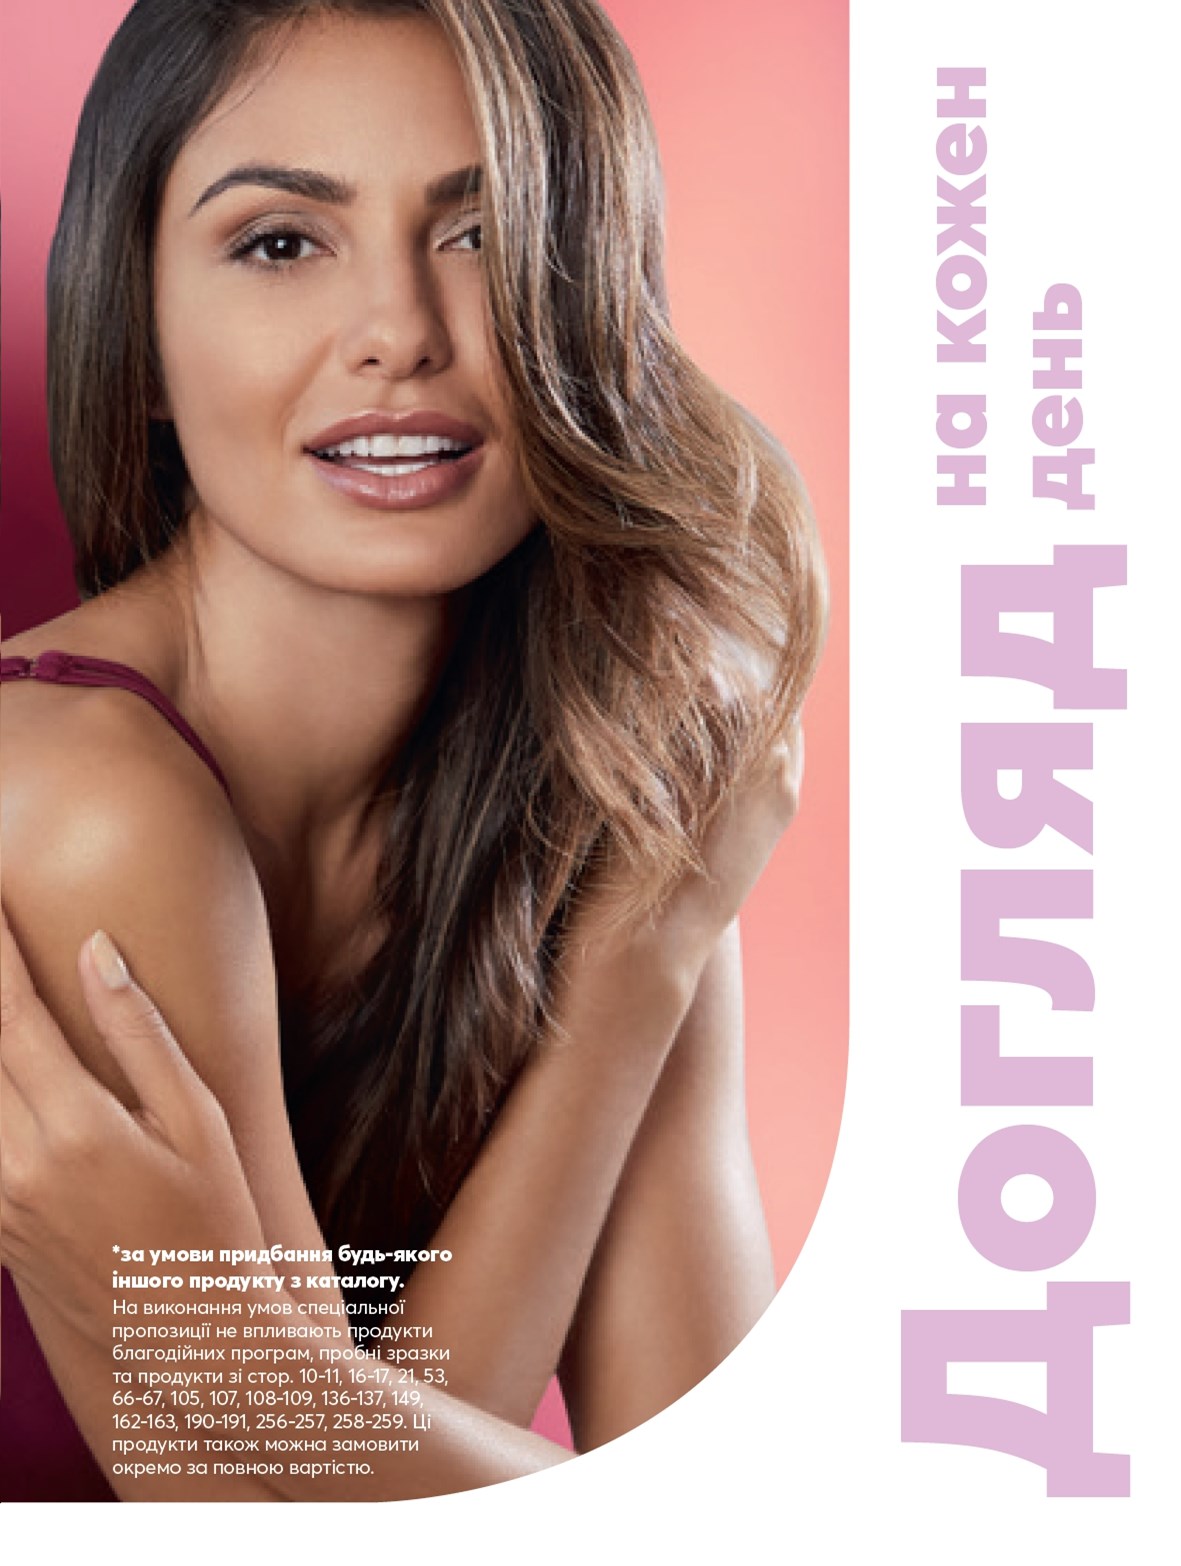 Догляд
на кожен
день
*за умови придбання будь-якого
іншого продукту з каталогу.
На виконання умов спеціальної
пропозиції не впливають продукти
благодійних програм, пробні зразки
та продукти зі стор. 10-11, 16-17, 21, 53,
66-67, 105, 107, 108-109, 136-137, 149,
162-163, 190-191, 256-257, 258-259. Ці
продукти також можна замовити
окремо за повною вартістю.